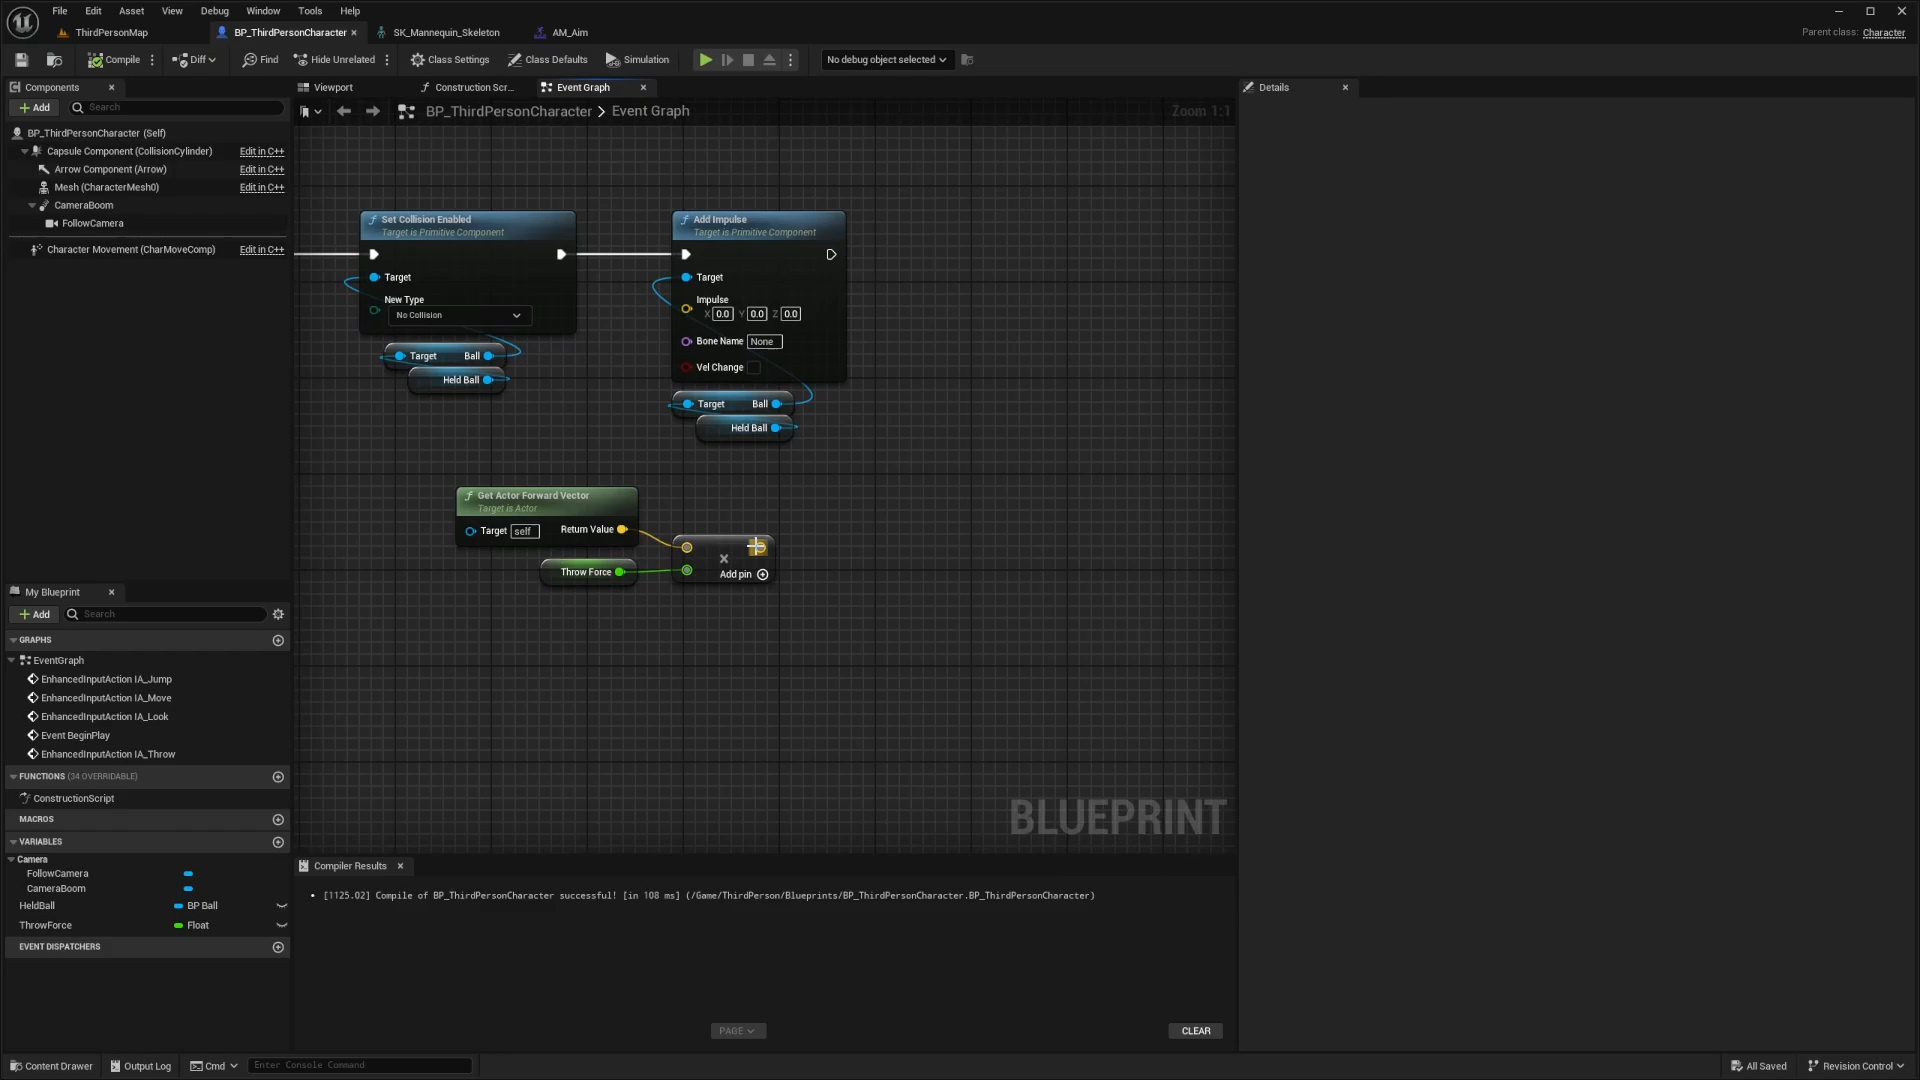 File Edit Asset View Debug Window Tools Help
ThirdPersonMap BP_ThirdPersonCharacter SK_Mannequin_Skeleton AM_Aim
Parent class: Character
Compile Diff Find Hide Unrelated Class Settings Class Defaults Simulation No debug object selected
Components
Add Search
BP_ThirdPersonCharacter (Self)
Capsule Component (CollisionCylinder) Edit in C++
Arrow Component (Arrow) Edit in C++
Mesh (CharacterMesh0) Edit in C++
CameraBoom
FollowCamera
Character Movement (CharMoveComp) Edit in C++
My Blueprint
Add Search
GRAPHS
EventGraph
EnhancedInputAction IA_Jump
EnhancedInputAction IA_Move
EnhancedInputAction IA_Look
Event BeginPlay
EnhancedInputAction IA_Throw
FUNCTIONS (34 OVERRIDABLE)
ConstructionScript
MACROS
VARIABLES
Camera
FollowCamera
CameraBoom
HeldBall BP Ball
ThrowForce Float
EVENT DISPATCHERS
Viewport Construction Scr... Event Graph
BP_ThirdPersonCharacter > Event Graph
Zoom 1:1
Set Collision Enabled
Target is Primitive Component
Target
New Type
No Collision
Target Ball
Held Ball
Add Impulse
Target is Primitive Component
Target
Impulse
X 0.0 Y 0.0 Z 0.0
Bone Name None
Vel Change
Target Ball
Held Ball
Get Actor Forward Vector
Target is Actor
Target self Return Value
Throw Force
Add pin
BLUEPRINT
Compiler Results
[1125.02] Compile of BP_ThirdPersonCharacter successful! [in 108 ms] (/Game/ThirdPerson/Blueprints/BP_ThirdPersonCharacter.BP_ThirdPersonCharacter)
PAGE
CLEAR
Details
Content Drawer Output Log Cmd Enter Console Command
All Saved Revision Control